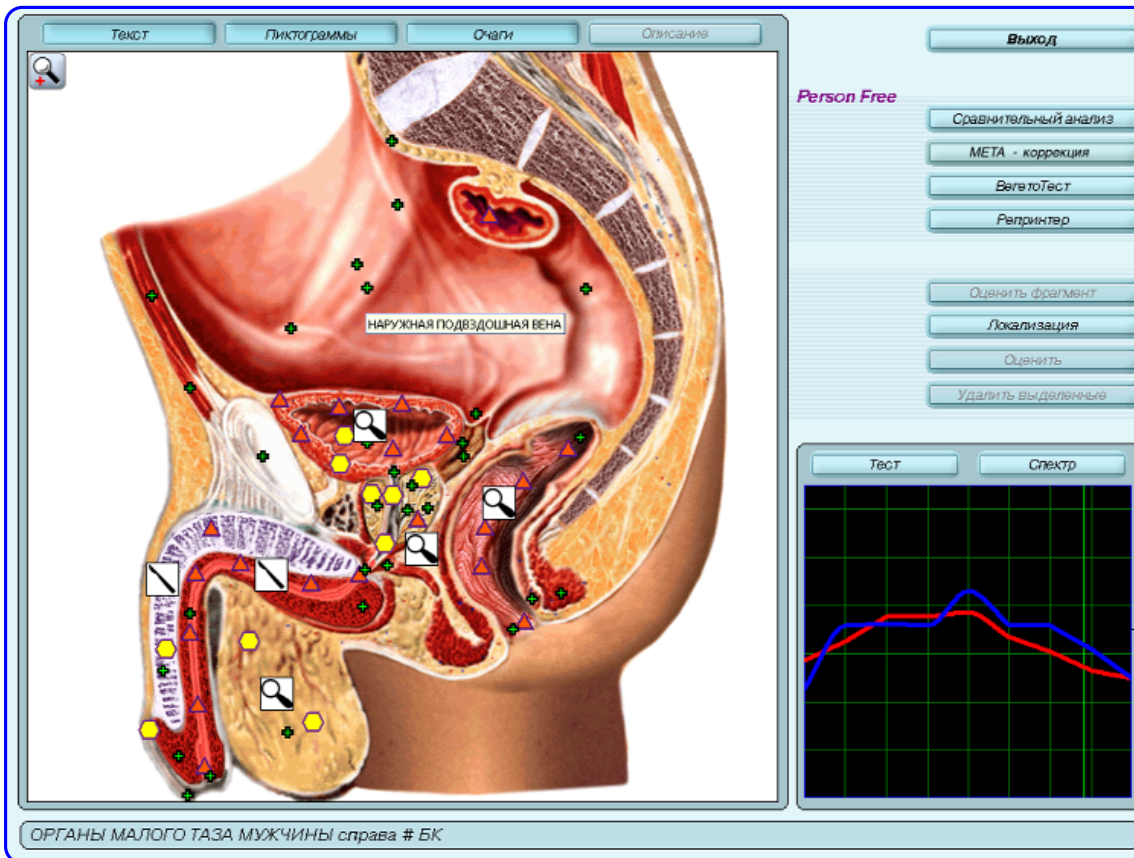 Текст
Пиктограммы
Очаги
Описание
Выход
Person Free
Сравнительный анализ
МЕТА - коррекция
ВегетоТест
Репринтер
НАРУЖНАЯ ПОДВЗДОШНАЯ ВЕНА
Оценить фрагмент
Локализация
Оценить
Удалить выделенные
Тест
Спектр
ОРГАНЫ МАЛОГО ТАЗА МУЖЧИНЫ справа # БК